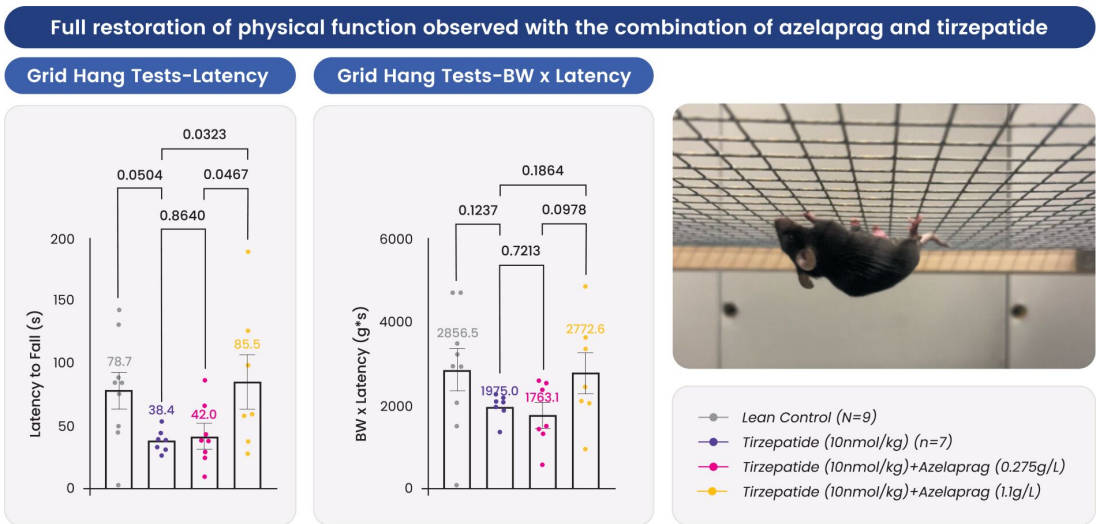 Full restoration of physical function observed with the combination of azelaprag and tirzepatide
Grid Hang Tests-Latency
0.0323
0.0504
0.0467
0.8640
200
150
100
50
0
Latency to Fall (s)
78.7
38.4
42.0
85.5
Grid Hang Tests-BW x Latency
0.1864
0.1237
0.0978
0.7213
6000
4000
2000
0
BW x Latency (g*s)
2856.5
1975.0
1763.1
2772.6
Lean Control (N=9)
Tirzepatide (10nmol/kg) (n=7)
Tirzepatide (10nmol/kg)+Azelaprag (0.275g/L)
Tirzepatide (10nmol/kg)+Azelaprag (1.1g/L)